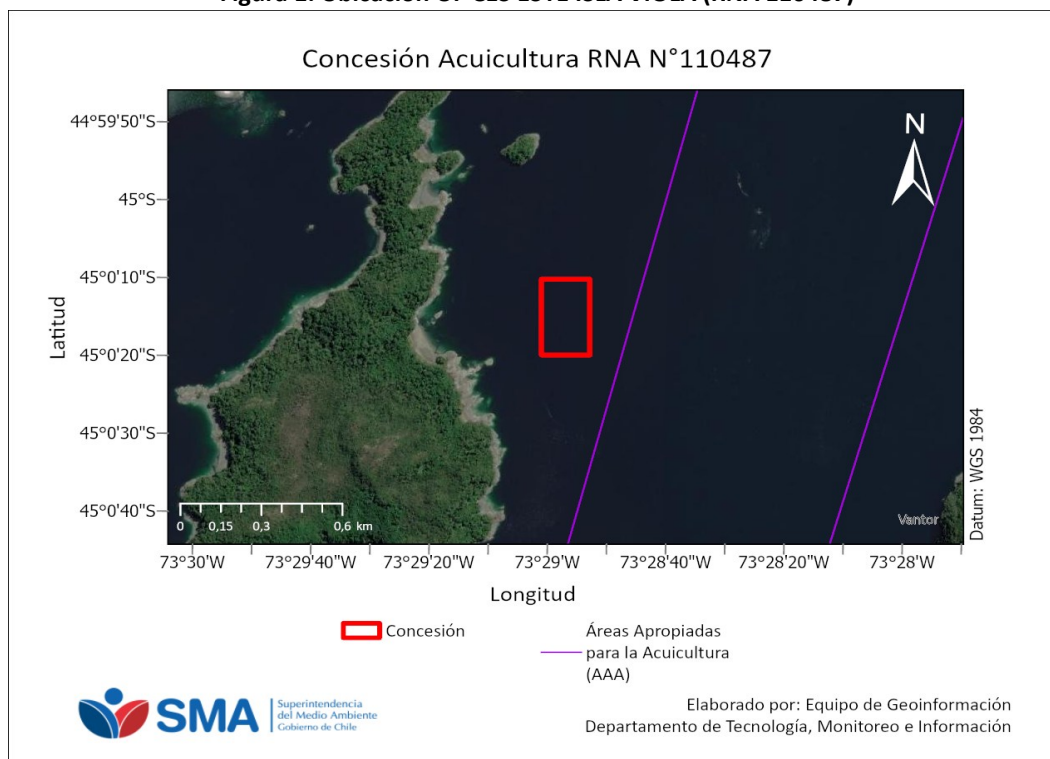 Ubicación (RNA 110487)
Concesión Acuicultura RNA N°110487
N
44°59'50"S
45°S
45°0'10"S
45°0'20"S
45°0'30"S
45°0'40"S
Latitud
0 0,15 0,3 0,6 km
Vantor
Datum: WGS 1984
73°30'W 73°29'40"W 73°29'20"W 73°29'W 73°28'40"W 73°28'20"W 73°28'W
Longitud
Concesión
Áreas Apropiadas
para la Acuicultura
(AAA)
SMA
Superintendencia
del Medio Ambiente
Gobierno de Chile
Elaborado por: Equipo de Geoinformación
Departamento de Tecnología, Monitoreo e Información